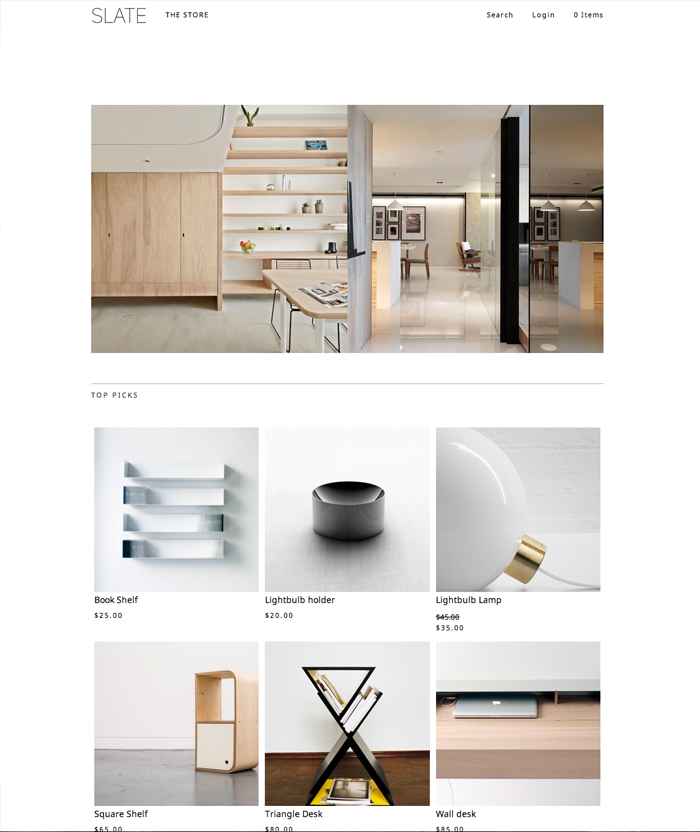 SLATE THE STORE Search Login 0 Items
TOP PICKS
Book Shelf
$25.00
Lightbulb holder
$20.00
Lightbulb Lamp
$45.00
$35.00
Square Shelf
$65.00
Triangle Desk
$80.00
Wall desk
$85.00